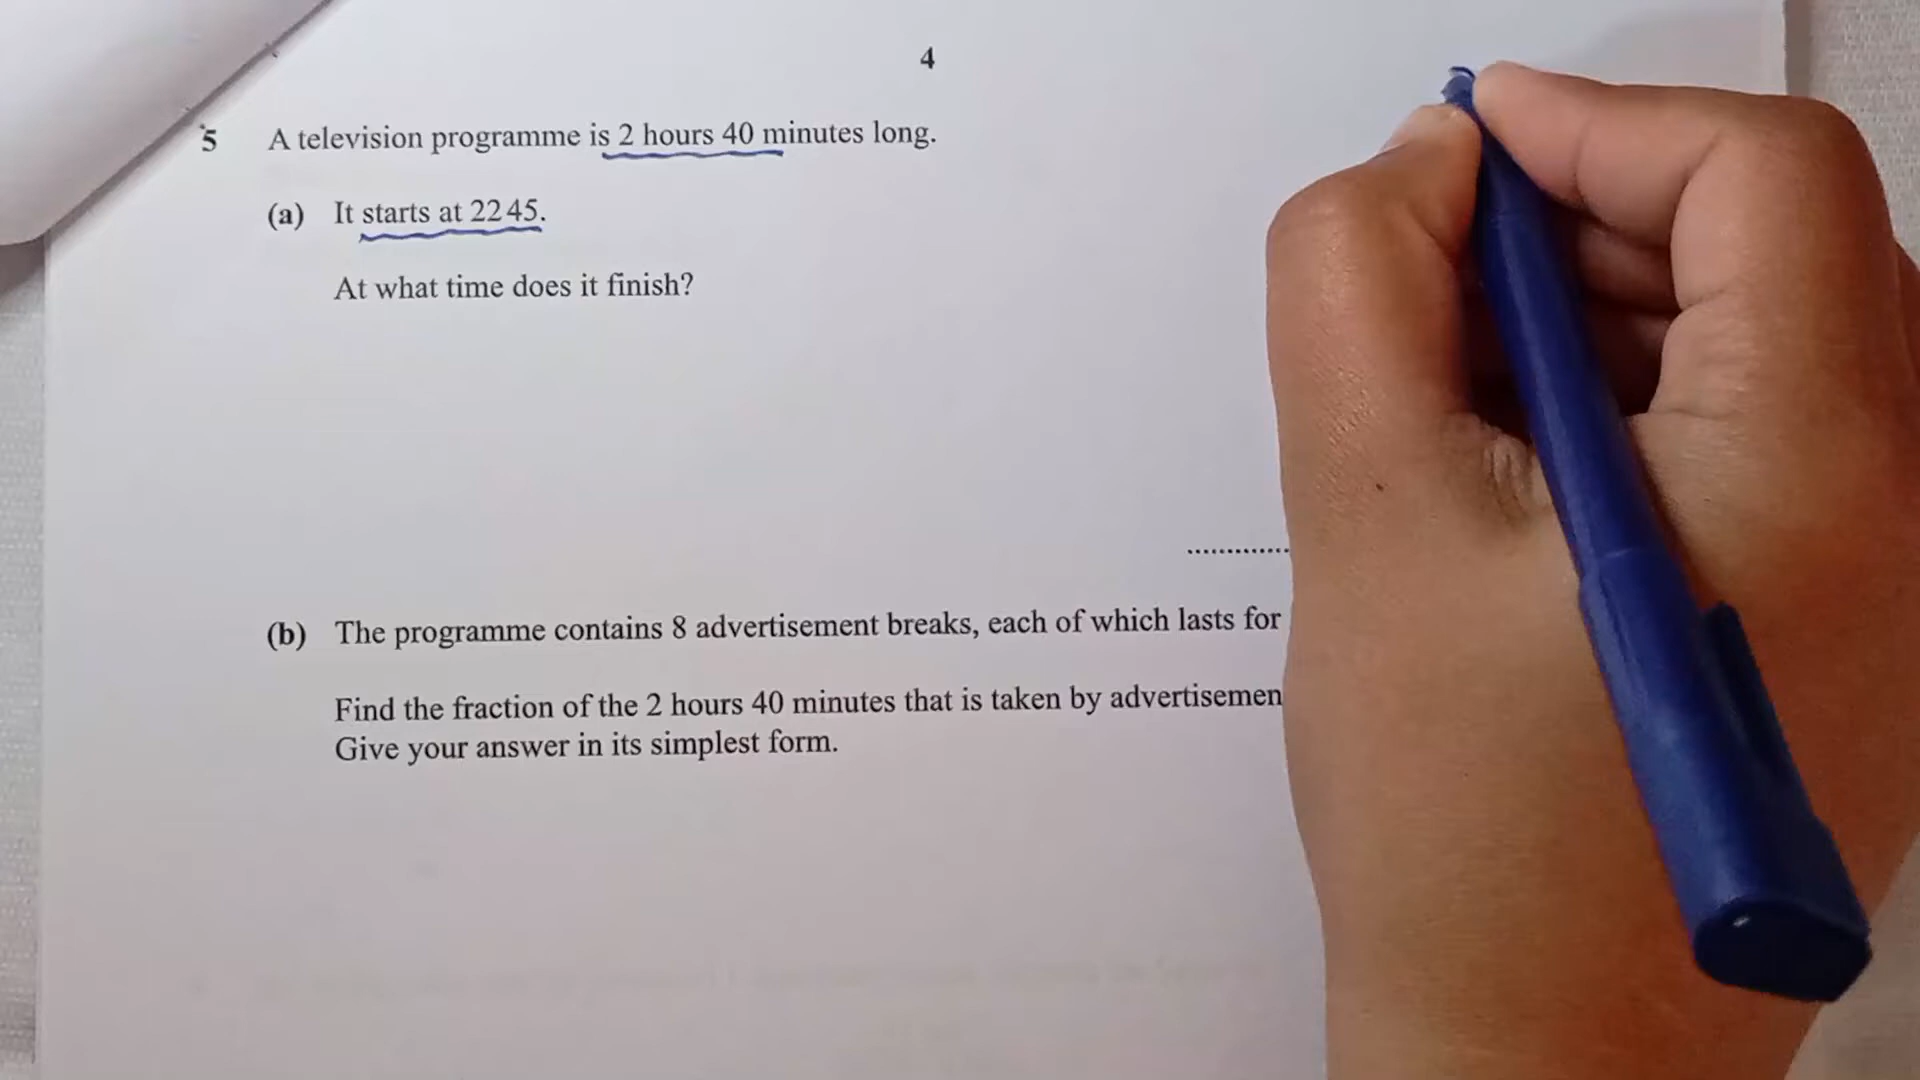 4
5 A television programme is 2 hours 40 minutes long.
(a) It starts at 22 45.
At what time does it finish?
(b) The programme contains 8 advertisement breaks, each of which lasts for
Find the fraction of the 2 hours 40 minutes that is taken by advertisemen
Give your answer in its simplest form.